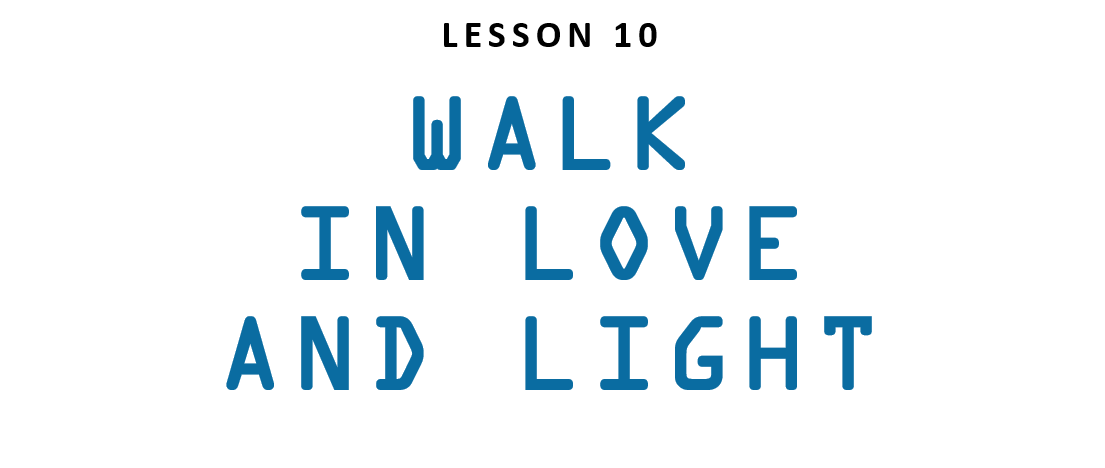 LESSON 10
WALK
IN LOVE
AND LIGHT